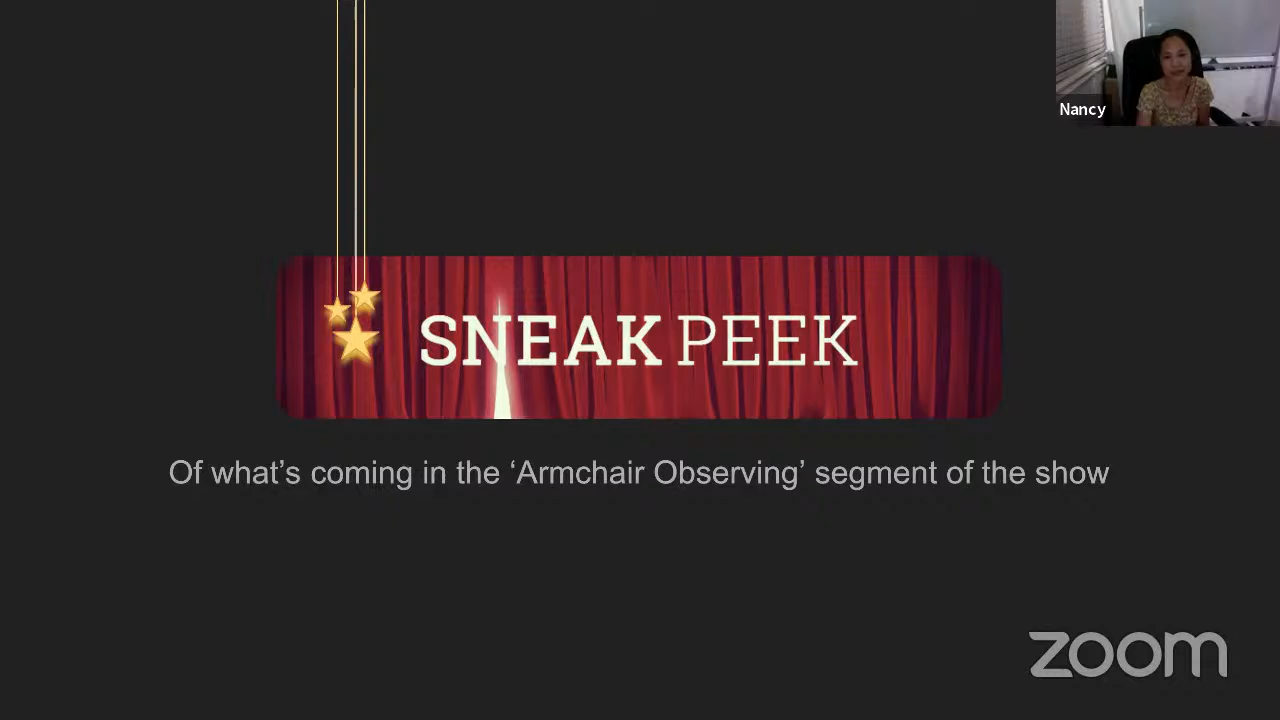 Nancy
SNEAK PEEK
Of what’s coming in the ‘Armchair Observing’ segment of the show
zoom